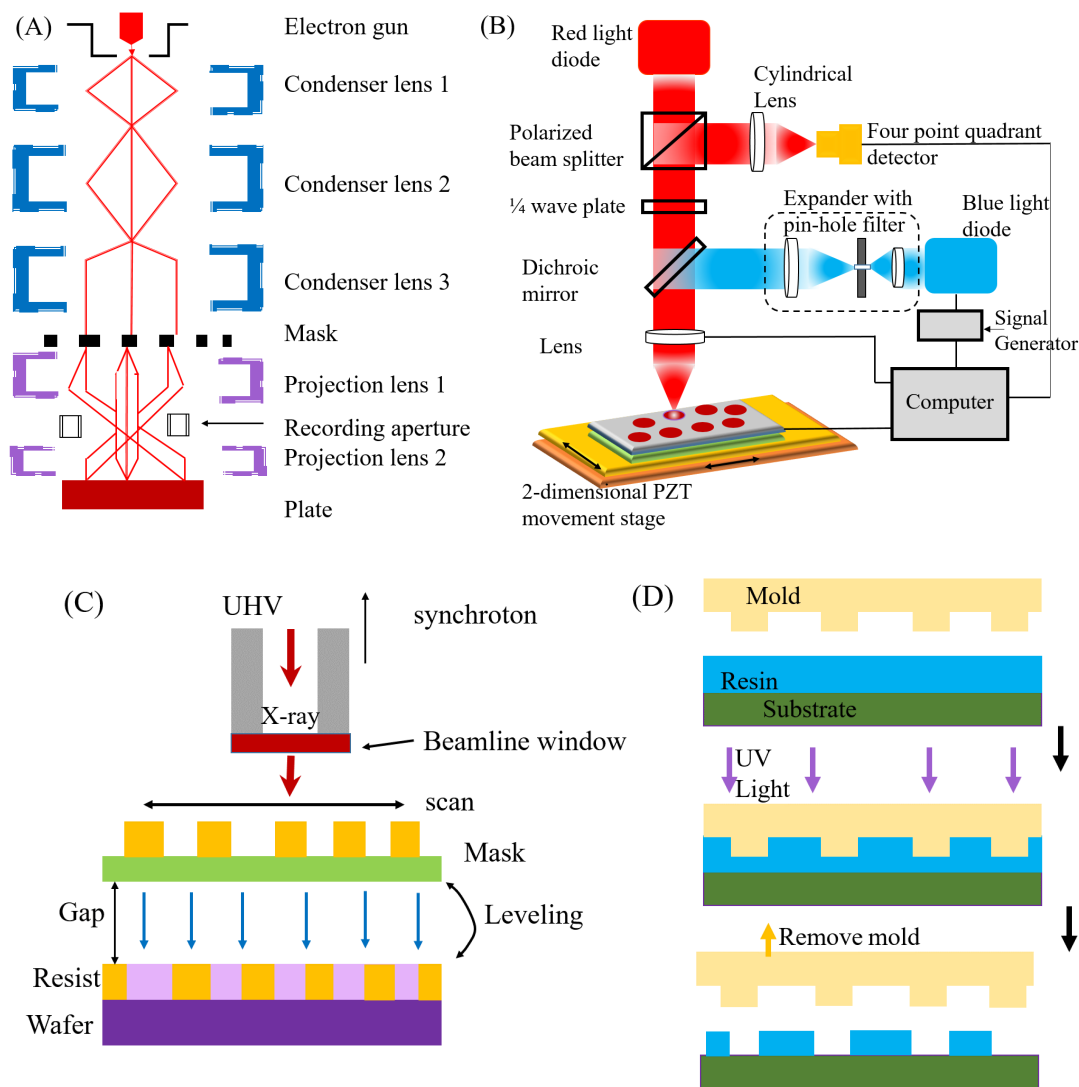 (A)
Electron gun
Condenser lens 1
Condenser lens 2
Condenser lens 3
Mask
Projection lens 1
Recording aperture
Projection lens 2
Plate
(B)
Red light
diode
Cylindrical
Lens
Polarized
beam splitter
Four point quadrant
detector
¼ wave plate
Expander with
pin-hole filter
Blue light
diode
Dichroic
mirror
Signal
Generator
Lens
Computer
2-dimensional PZT
movement stage
(C)
UHV
synchroton
X-ray
Beamline window
scan
Mask
Gap
Leveling
Resist
Wafer
(D)
Mold
Resin
Substrate
UV
Light
Remove mold